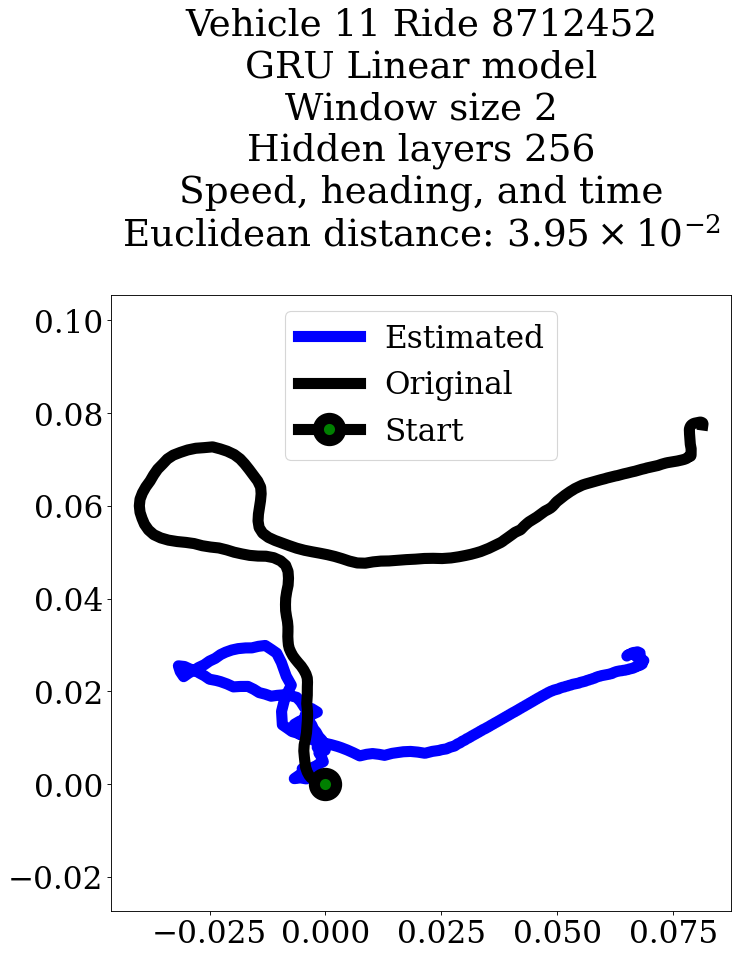 Vehicle 11 Ride 8712452
GRU Linear model
Window size 2
Hidden layers 256
Speed, heading, and time
Euclidean distance: 3.95 × 10⁻²
0.10
Estimated
Original
0.08
Start
0.06
0.04
0.02
0.00
−0.02
−0.025 0.000 0.025 0.050 0.075